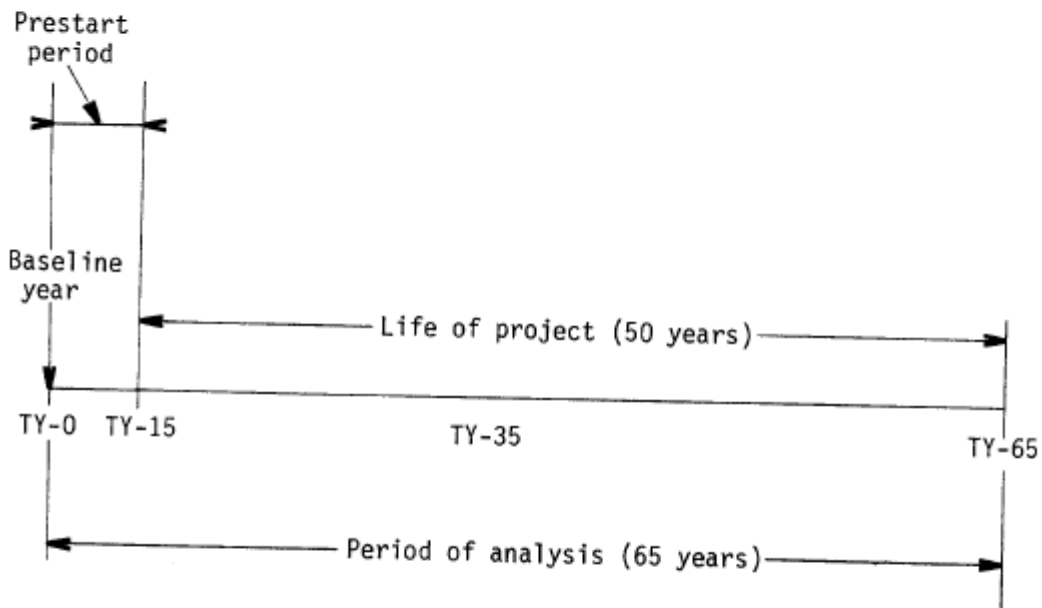 Prestart
period
Baseline
year
Life of project (50 years)
TY-0 TY-15 TY-35 TY-65
Period of analysis (65 years)